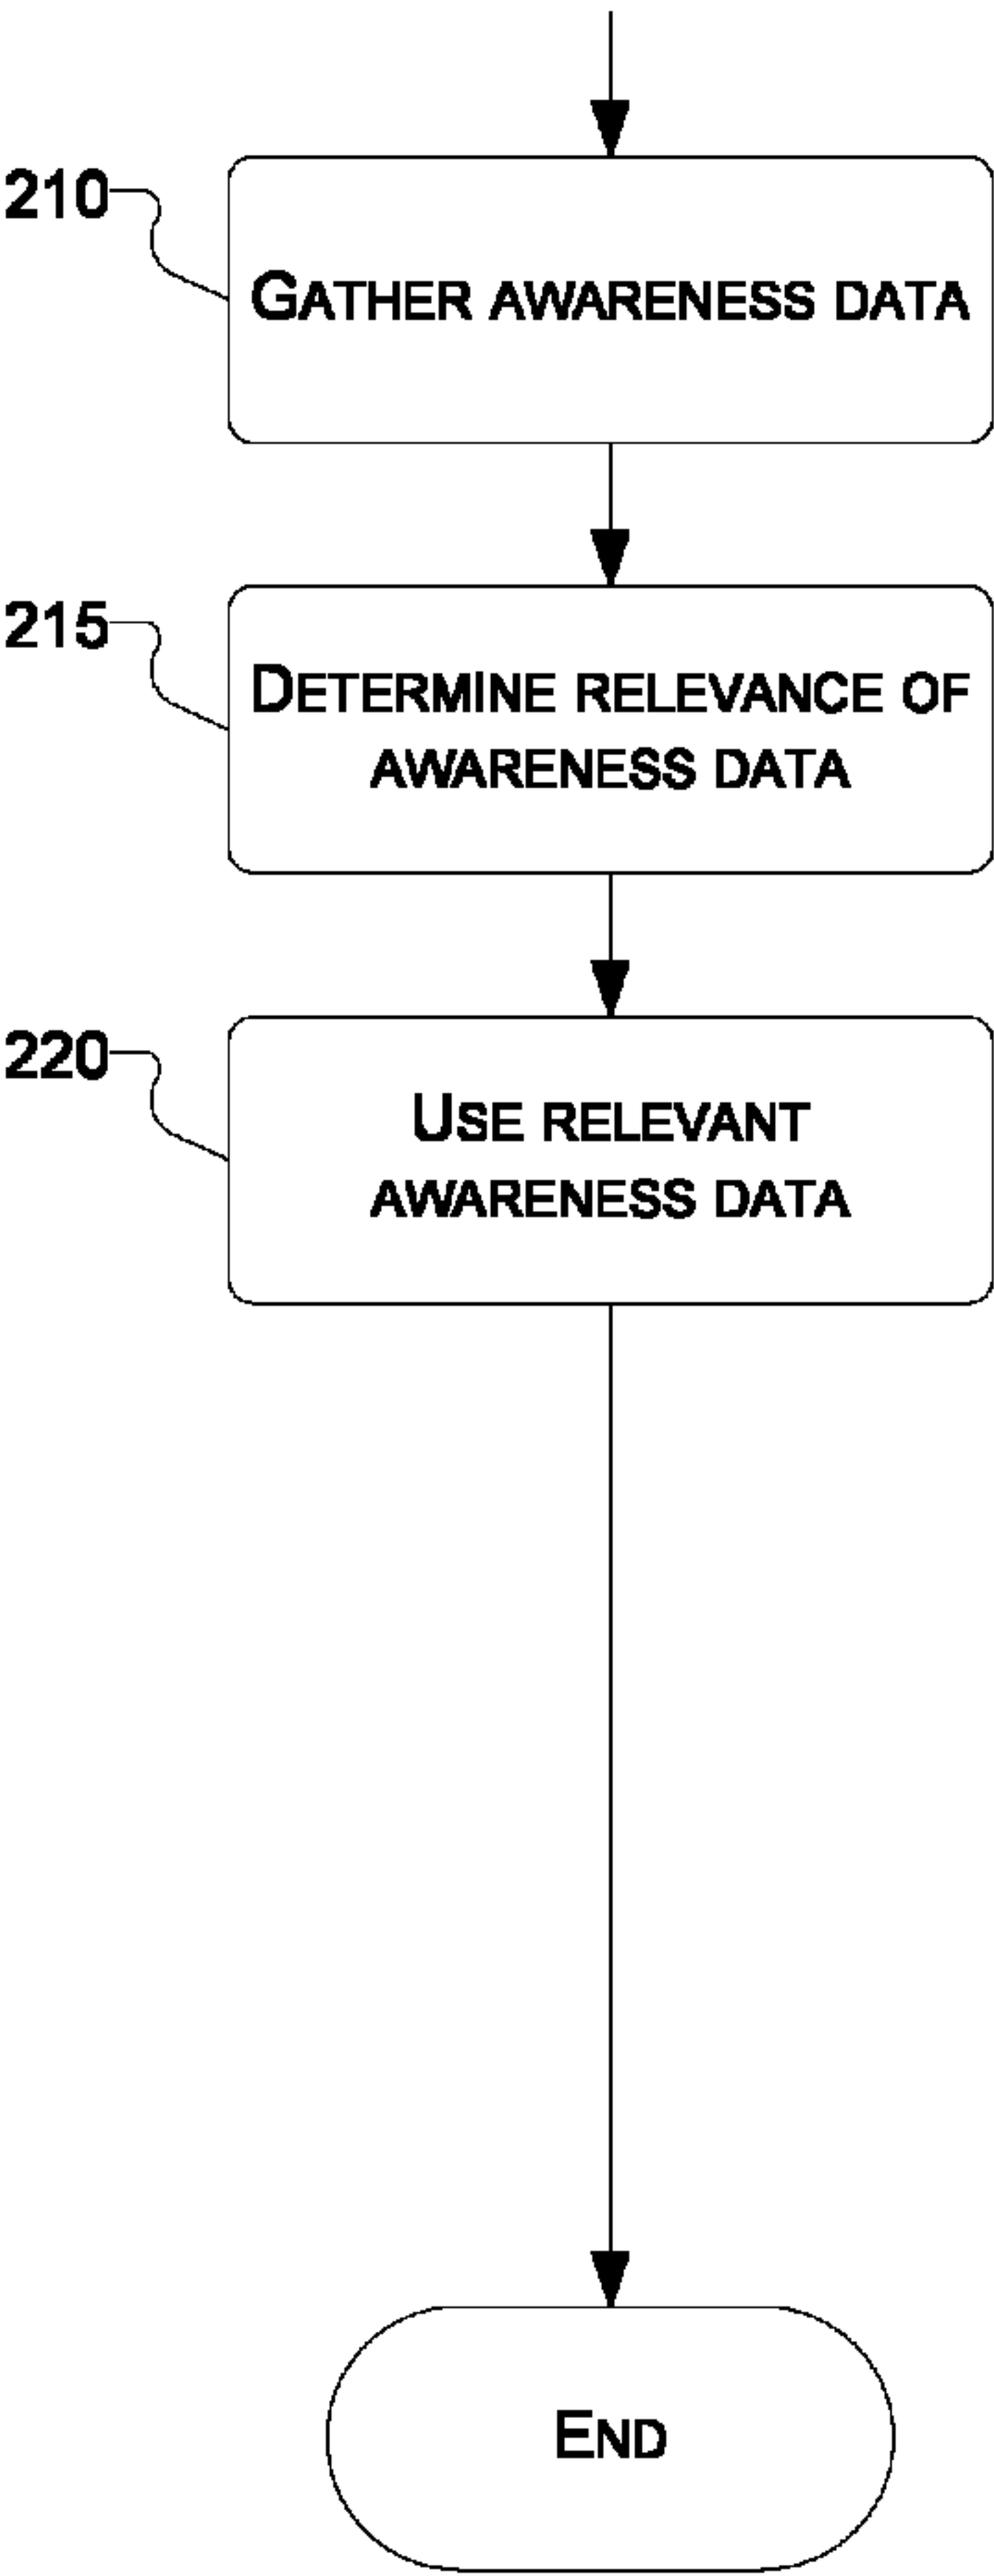 210
GATHER AWARENESS DATA
215
DETERMINE RELEVANCE OF
AWARENESS DATA
220
USE RELEVANT
AWARENESS DATA
END